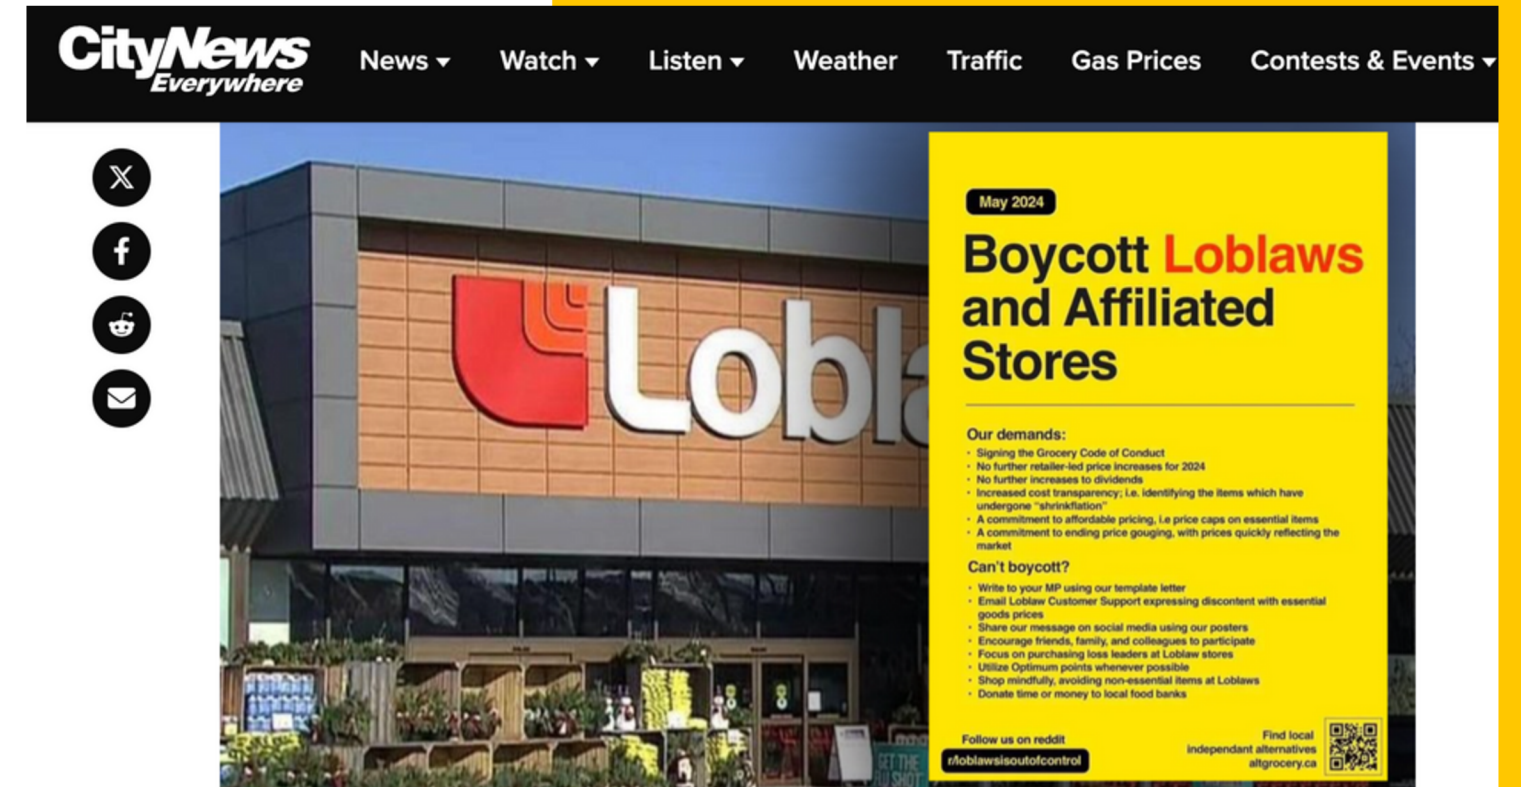 CityNews
Everywhere
News
Watch
Listen
Weather
Traffic
Gas Prices
Contests & Events
Lobla
GET THE
FLU SHOT
May 2024
Boycott Loblaws
and Affiliated
Stores
Our demands:
• Signing the Grocery Code of Conduct
• No further retailer-led price increases for 2024
• No further increases to dividends
• Increased cost transparency; i.e. identifying the items which have
undergone "shrinkflation"
• A commitment to affordable pricing, i.e price caps on essential items
• A commitment to ending price gouging, with prices quickly reflecting the
market
Can't boycott?
• Write to your MP using our template letter
• Email Loblaw Customer Support expressing discontent with essential
goods prices
• Share our message on social media using our posters
• Encourage friends, family, and colleagues to participate
• Focus on purchasing loss leaders at Loblaw stores
• Utilize Optimum points whenever possible
• Shop mindfully, avoiding non-essential items at Loblaws
• Donate time or money to local food banks
Follow us on reddit
r/loblawsisoutofcontrol
Find local
independant alternatives
altgrocery.ca